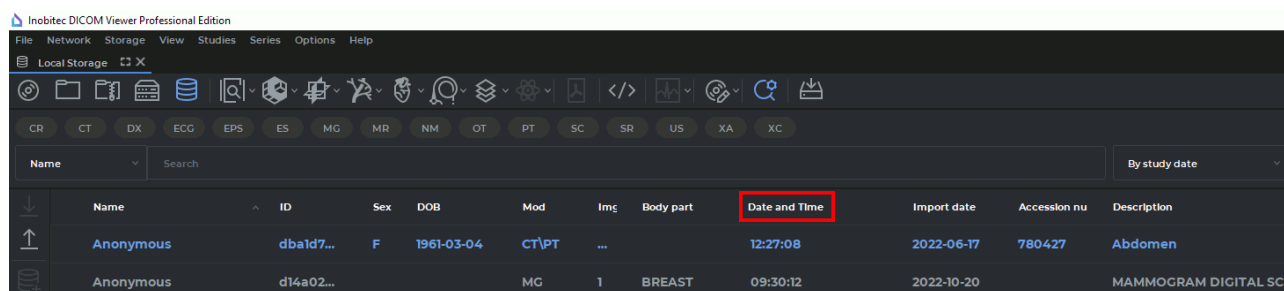 Inobitec DICOM Viewer Professional Edition
File Network Storage View Studies Series Options Help
Local Storage
CR CT DX ECG EPS ES MG MR NM OT PT SC SR US XA XC
Name Search By study date
Name ID Sex DOB Mod Img Body part Date and Time Import date Accession nu Description
Anonymous dba1d7... F 1961-03-04 CT\PT ... 12:27:08 2022-06-17 780427 Abdomen
Anonymous d14a02... MG 1 BREAST 09:30:12 2022-10-20 MAMMOGRAM DIGITAL SC